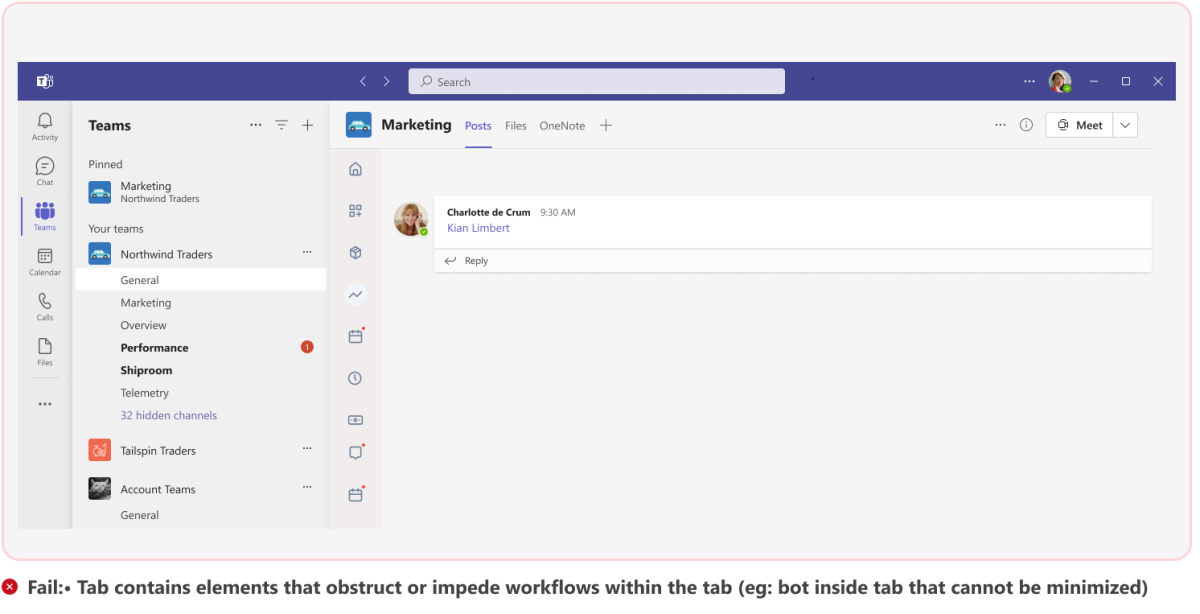 Search
Activity
Chat
Teams
Calendar
Calls
Files
Teams
Pinned
Marketing
Northwind Traders
Your teams
Northwind Traders
General
Marketing
Overview
Performance
1
Shiproom
Telemetry
32 hidden channels
Tailspin Traders
Account Teams
General
Marketing Posts Files OneNote
Meet
Charlotte de Crum 9:30 AM
Kian Limbert
Reply
Fail:• Tab contains elements that obstruct or impede workflows within the tab (eg: bot inside tab that cannot be minimized)